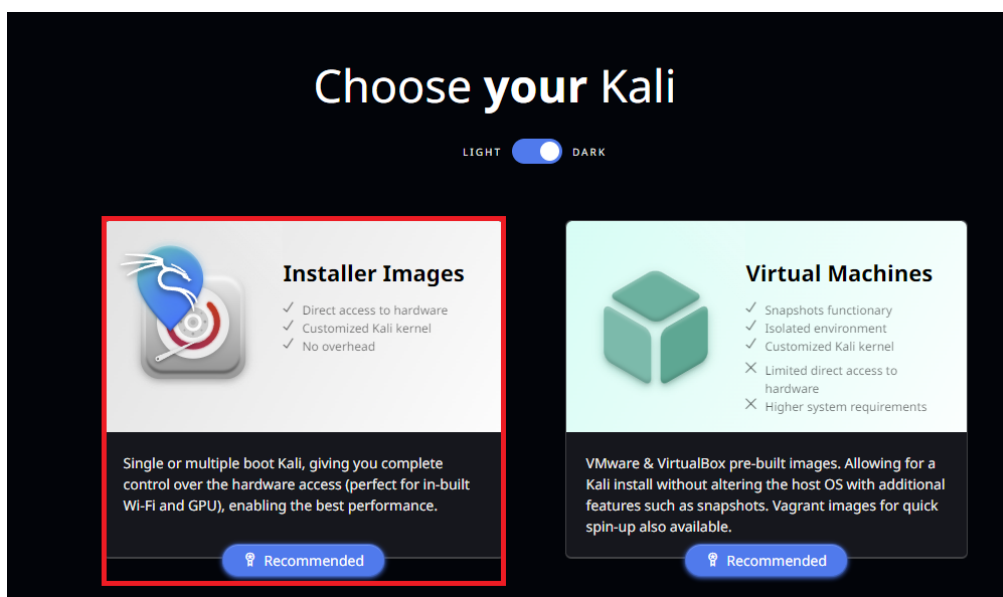 Choose your Kali
LIGHT DARK
Installer Images
Direct access to hardware
Customized Kali kernel
No overhead
Single or multiple boot Kali, giving you complete
control over the hardware access (perfect for in-built
Wi-Fi and GPU), enabling the best performance.
Recommended
Virtual Machines
Snapshots functionary
Isolated environment
Customized Kali kernel
Limited direct access to
hardware
Higher system requirements
VMware & VirtualBox pre-built images. Allowing for a
Kali install without altering the host OS with additional
features such as snapshots. Vagrant images for quick
spin-up also available.
Recommended